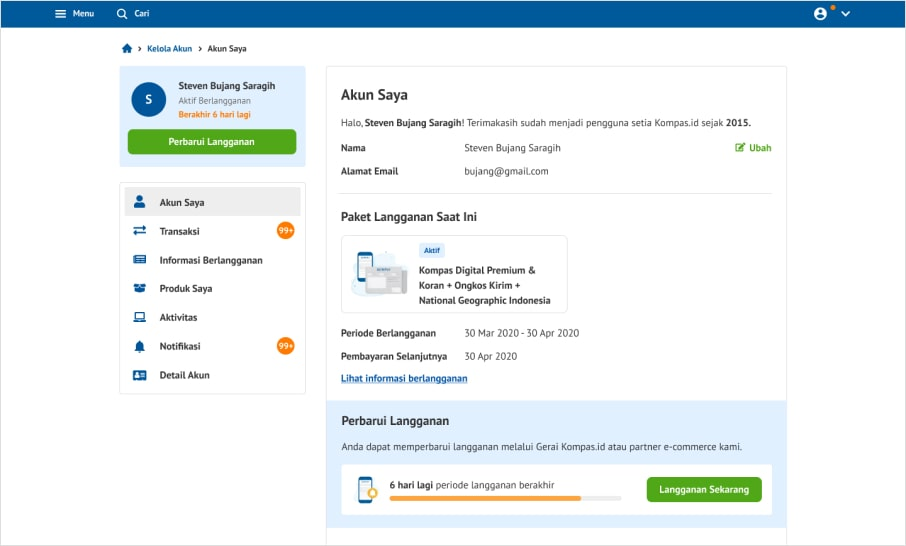 Menu
Cari
Kelola Akun › Akun Saya
S
Steven Bujang Saragih
Aktif Berlangganan
Berakhir 6 hari lagi
Perbarui Langganan
Akun Saya
Transaksi 99+
Informasi Berlangganan
Produk Saya
Aktivitas
Notifikasi 99+
Detail Akun
Akun Saya
Halo, Steven Bujang Saragih! Terimakasih sudah menjadi pengguna setia Kompas.id sejak 2015.
Nama Steven Bujang Saragih Ubah
Alamat Email bujang@gmail.com
Paket Langganan Saat Ini
Aktif
Kompas Digital Premium &
Koran + Ongkos Kirim +
National Geographic Indonesia
Periode Berlangganan 30 Mar 2020 - 30 Apr 2020
Pembayaran Selanjutnya 30 Apr 2020
Lihat informasi berlangganan
Perbarui Langganan
Anda dapat memperbarui langganan melalui Gerai Kompas.id atau partner e-commerce kami.
6 hari lagi periode langganan berakhir
Langganan Sekarang